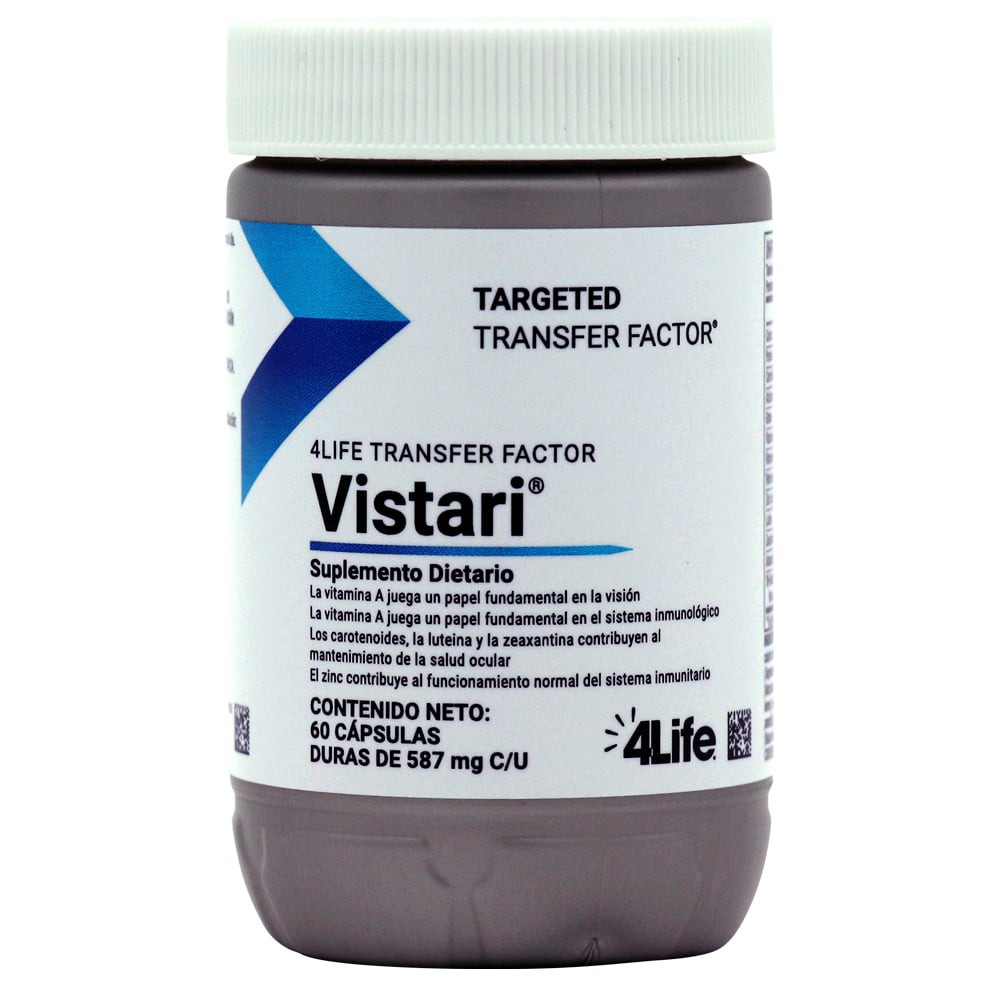 TARGETED
TRANSFER FACTOR®
4LIFE TRANSFER FACTOR
Vistari®
Suplemento Dietario
La vitamina A juega un papel fundamental en la visión
La vitamina A juega un papel fundamental en el sistema inmunológico
Los carotenoides, la luteina y la zeaxantina contribuyen al
mantenimiento de la salud ocular
El zinc contribuye al funcionamiento normal del sistema inmunitario
CONTENIDO NETO:
60 CÁPSULAS
DURAS DE 587 mg C/U
4Life